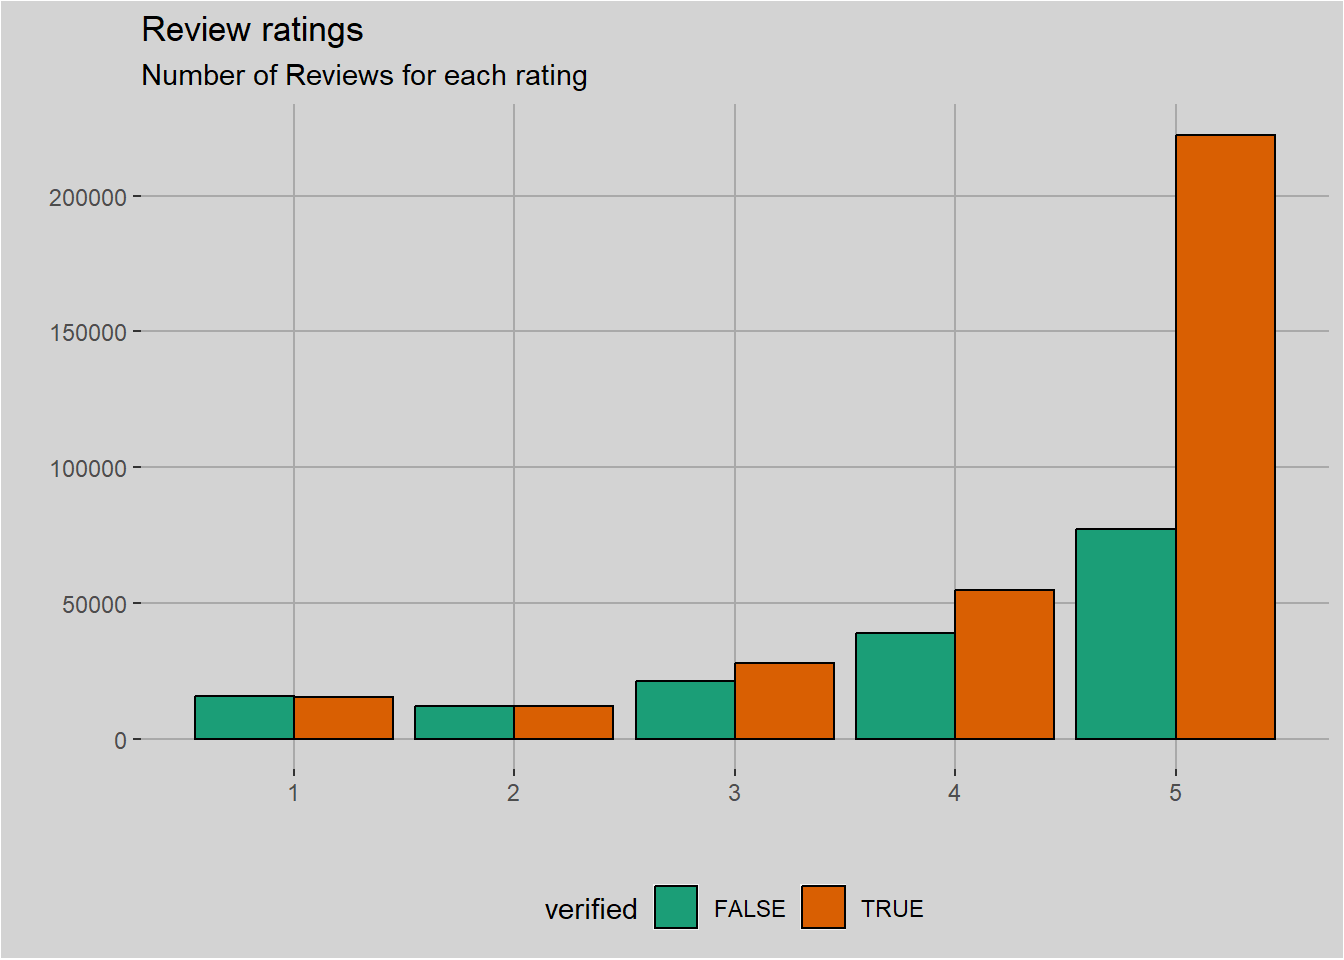 Review ratings
Number of Reviews for each rating
200000
150000
100000
50000
0
1 2 3 4 5
verified FALSE TRUE